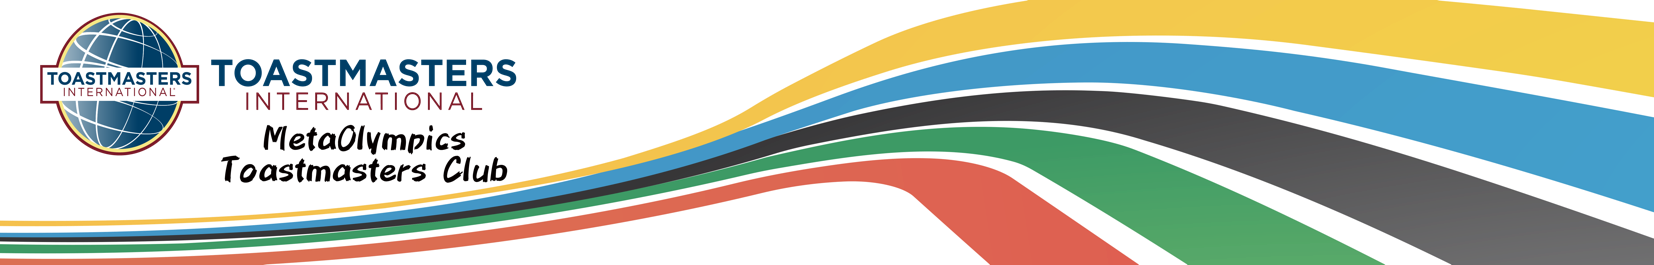 TOASTMASTERS
INTERNATIONAL
TOASTMASTERS
INTERNATIONAL
MetaOlympics
Toastmasters Club